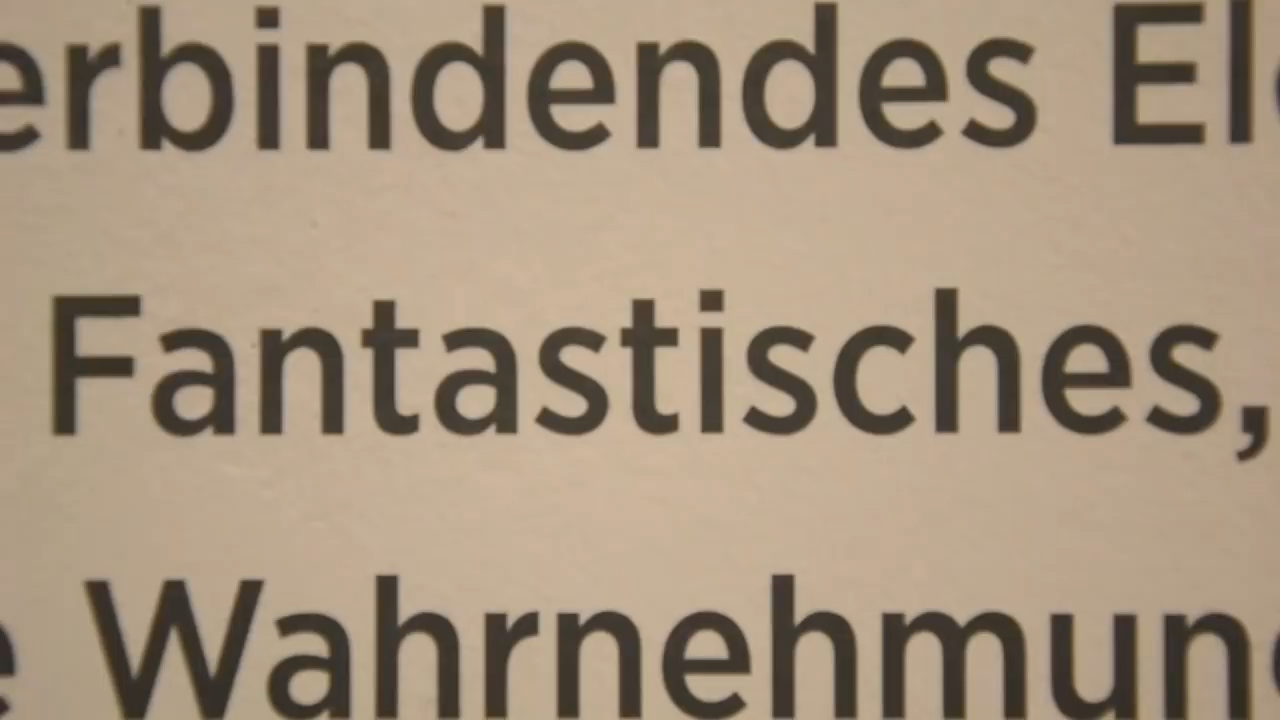 erbindendes El
Fantastisches,
e Wahrnehmun